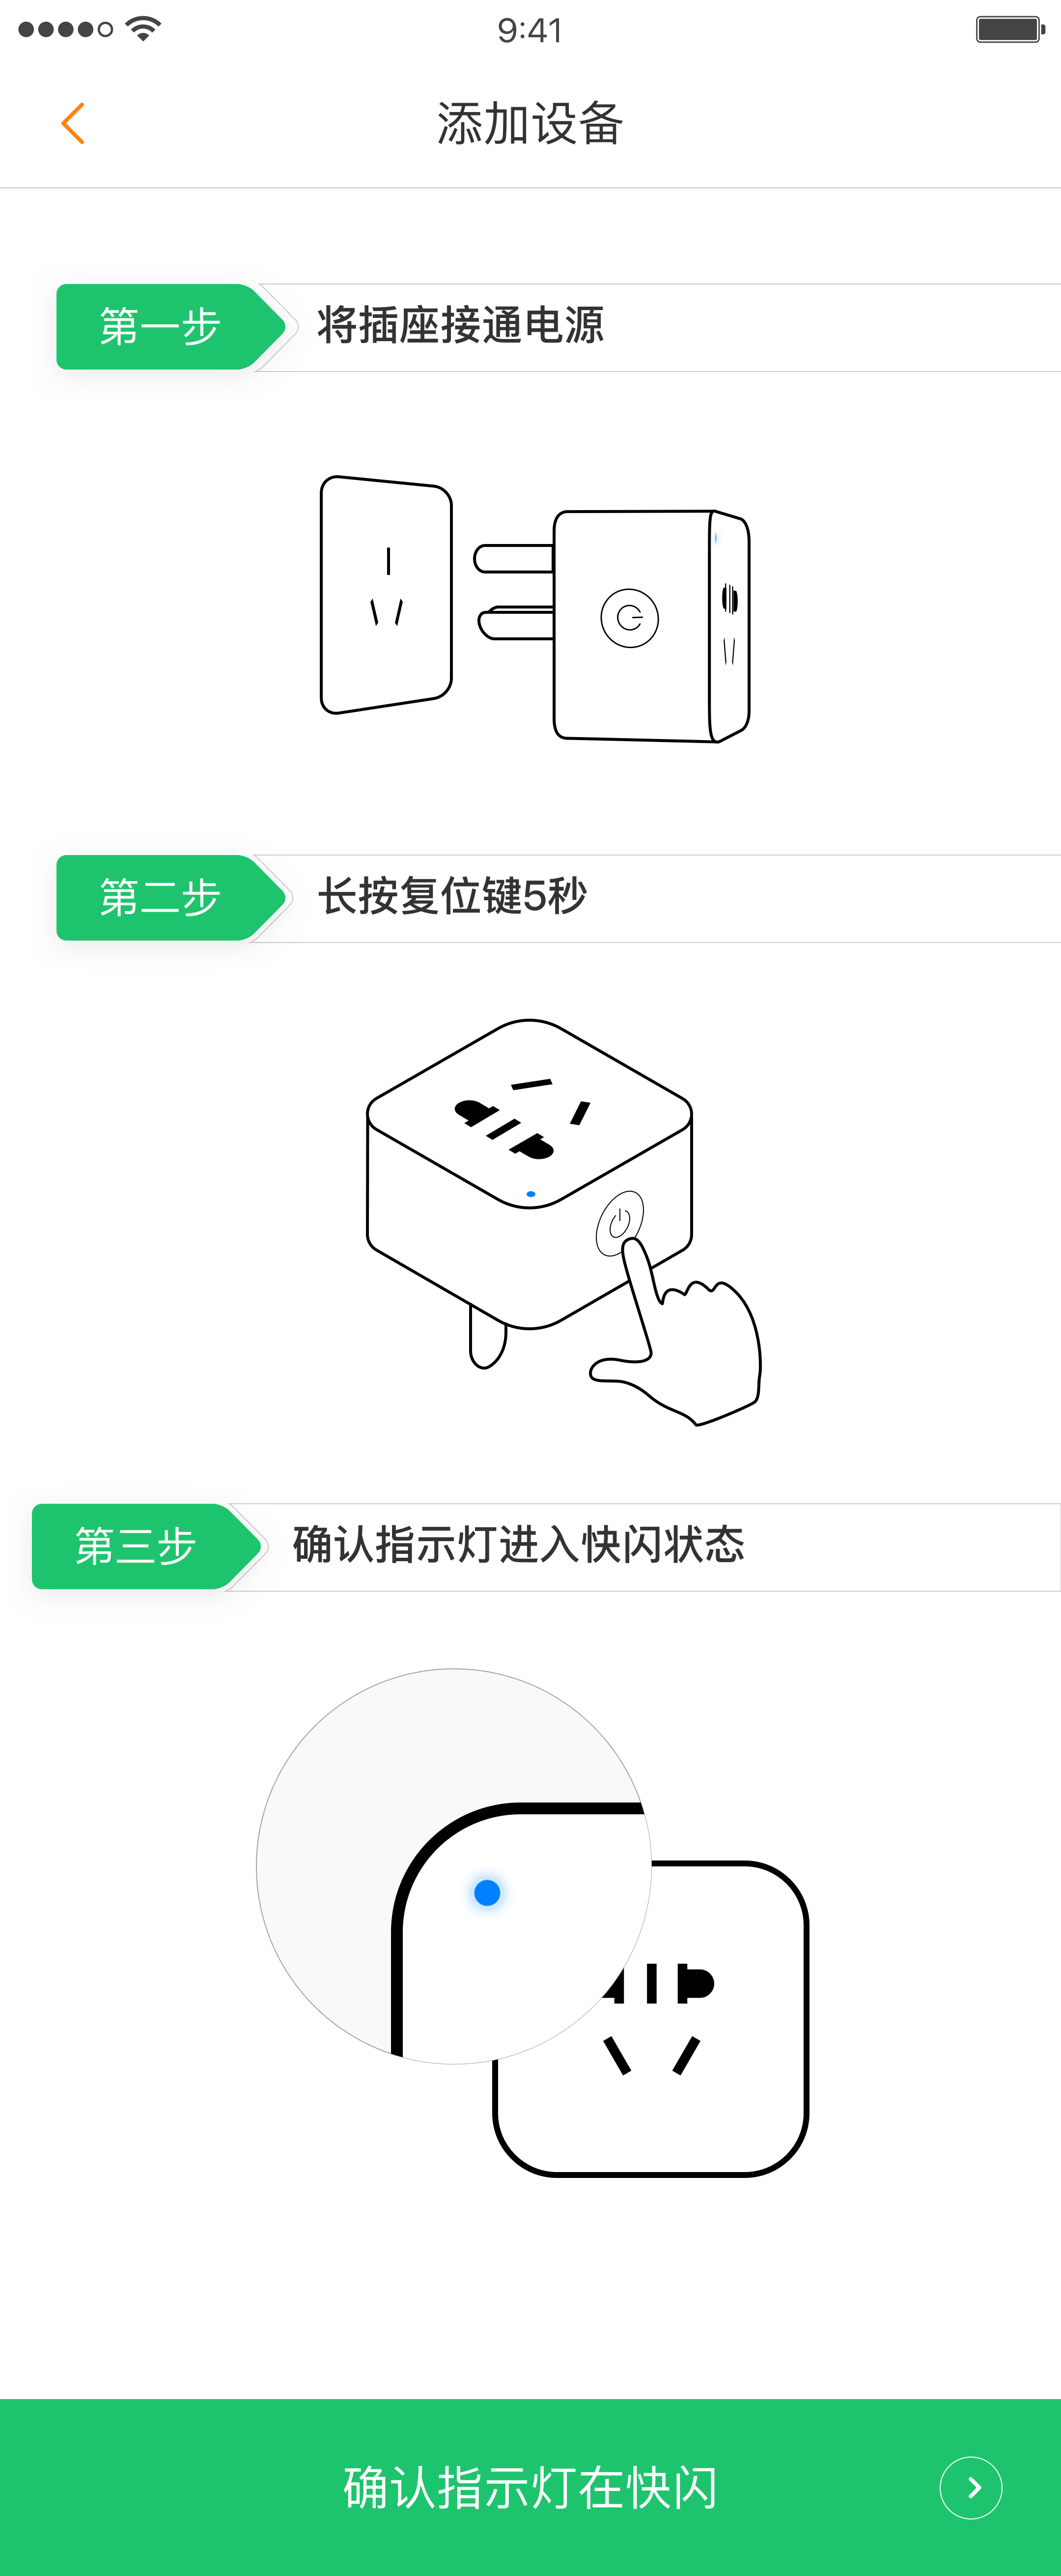 9:41
添加设备
第一步 将插座接通电源
第二步 长按复位键5秒
第三步 确认指示灯进入快闪状态
确认指示灯在快闪